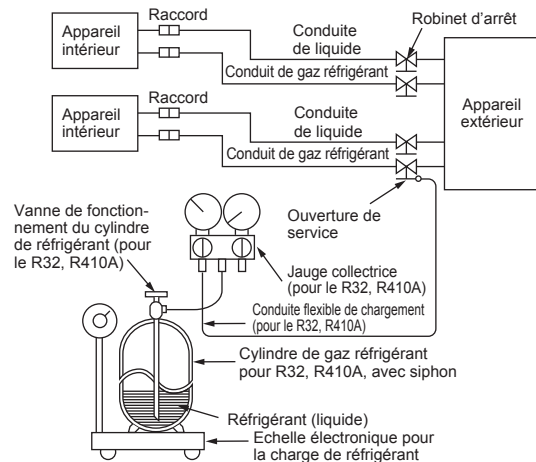 Appareil
intérieur
Raccord
Conduite
de liquide
Robinet d'arrêt
Conduit de gaz réfrigérant
Appareil
extérieur
Appareil
intérieur
Raccord
Conduite
de liquide
Conduit de gaz réfrigérant
Vanne de fonction-
nement du cylindre
de réfrigérant (pour
le R32, R410A)
Ouverture de
service
Jauge collectrice
(pour le R32, R410A)
Conduite flexible de chargement
(pour le R32, R410A)
Cylindre de gaz réfrigérant
pour R32, R410A, avec siphon
Réfrigérant (liquide)
Echelle électronique pour
la charge de réfrigérant